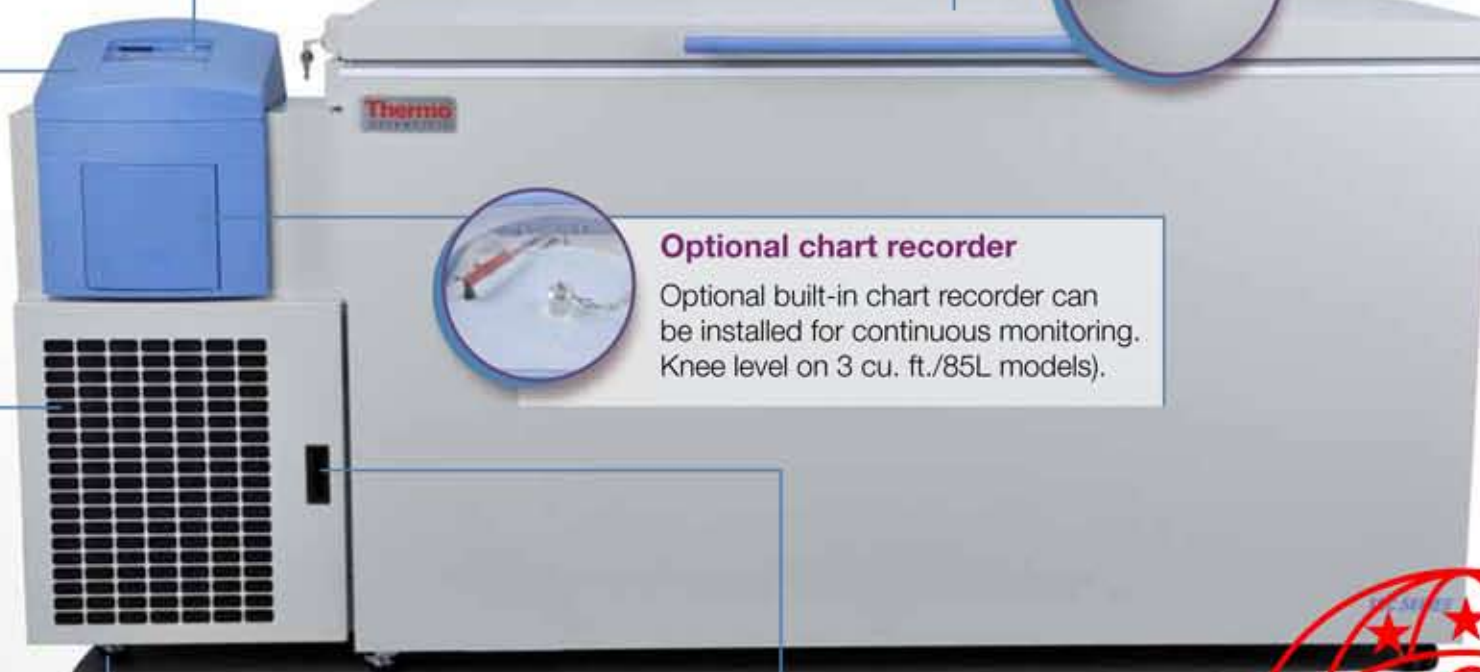 Thermo
SCIENTIFIC
Optional chart recorder
Optional built-in chart recorder can
be installed for continuous monitoring.
Knee level on 3 cu. ft./85L models).